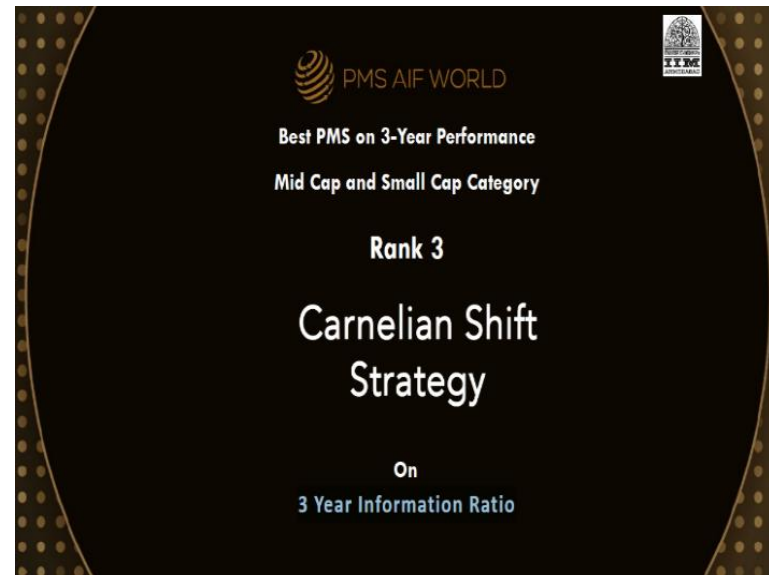 IIM
AHMEDABAD
PMS AIF WORLD
Best PMS on 3-Year Performance
Mid Cap and Small Cap Category
Rank 3
Carnelian Shift
Strategy
On
3 Year Information Ratio